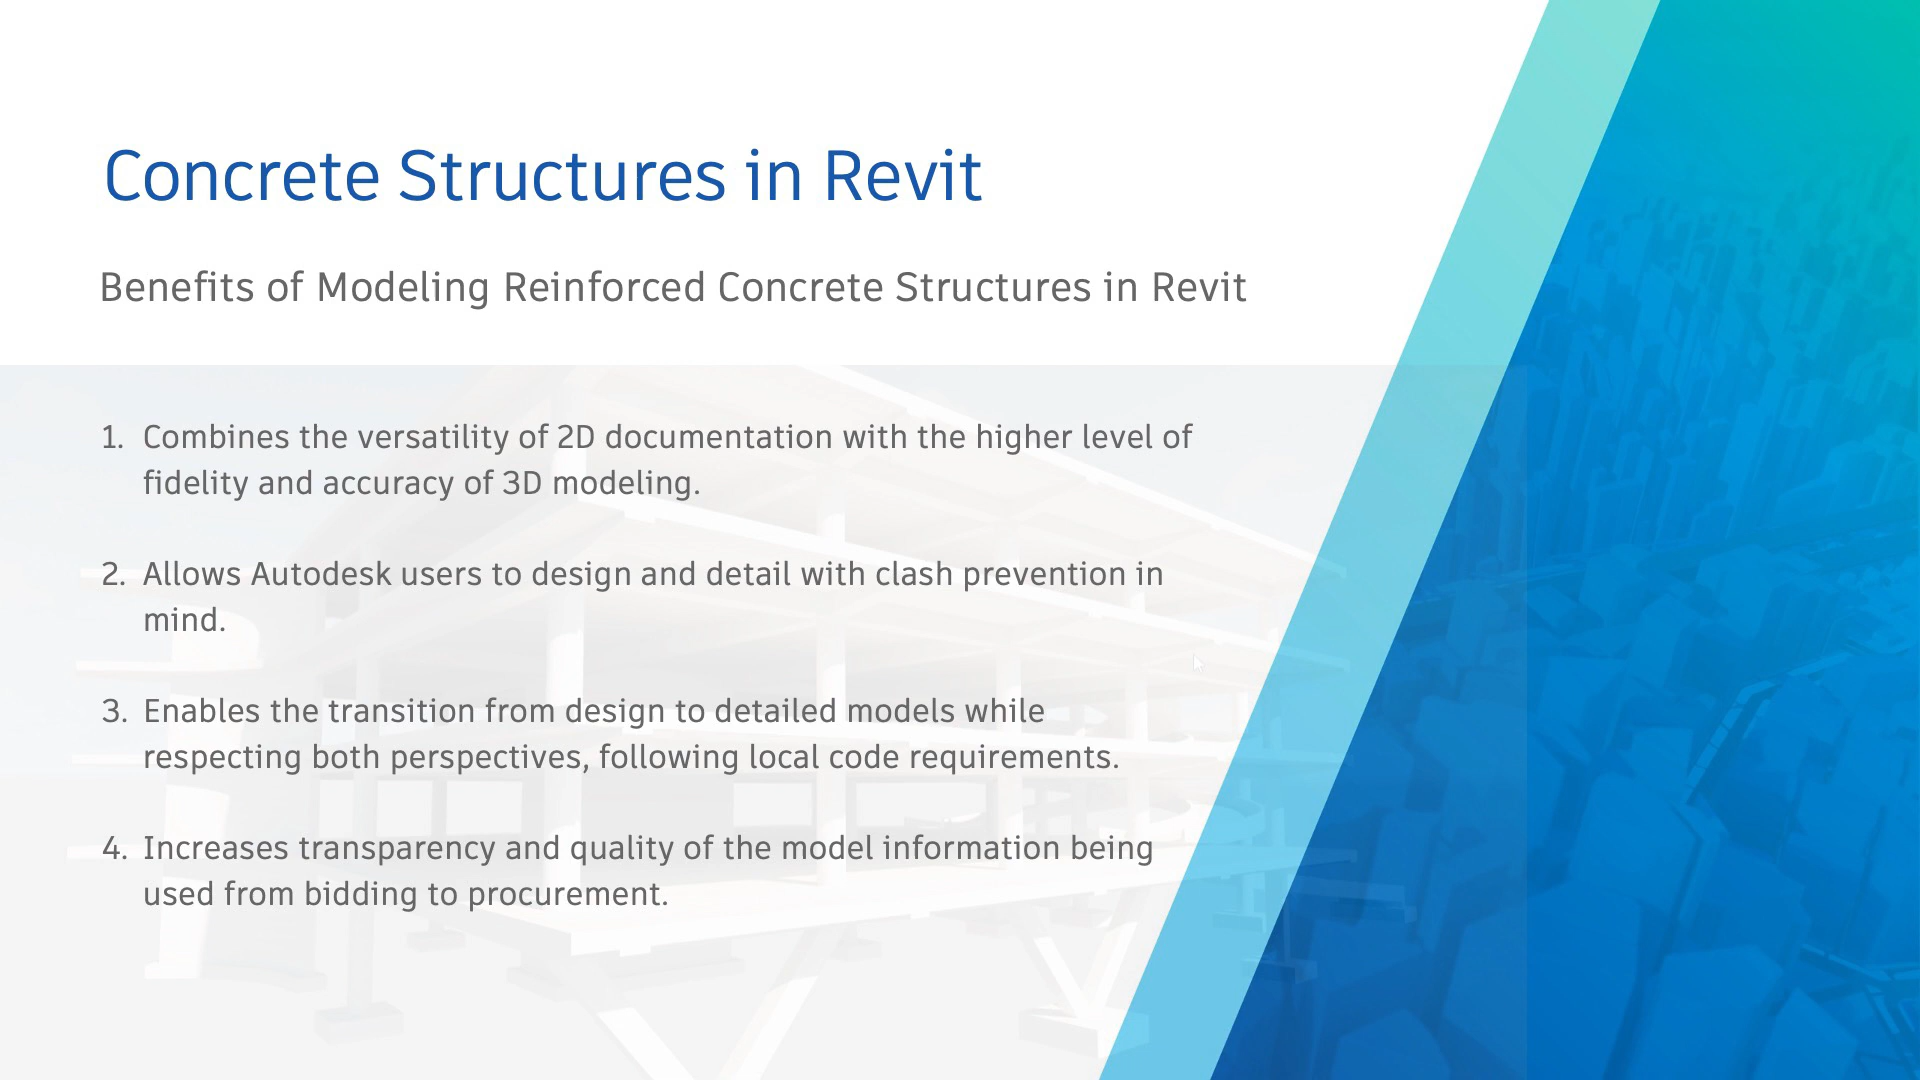 Concrete Structures in Revit
Benefits of Modeling Reinforced Concrete Structures in Revit
1. Combines the versatility of 2D documentation with the higher level of
fidelity and accuracy of 3D modeling.
2. Allows Autodesk users to design and detail with clash prevention in
mind.
3. Enables the transition from design to detailed models while
respecting both perspectives, following local code requirements.
4. Increases transparency and quality of the model information being
used from bidding to procurement.